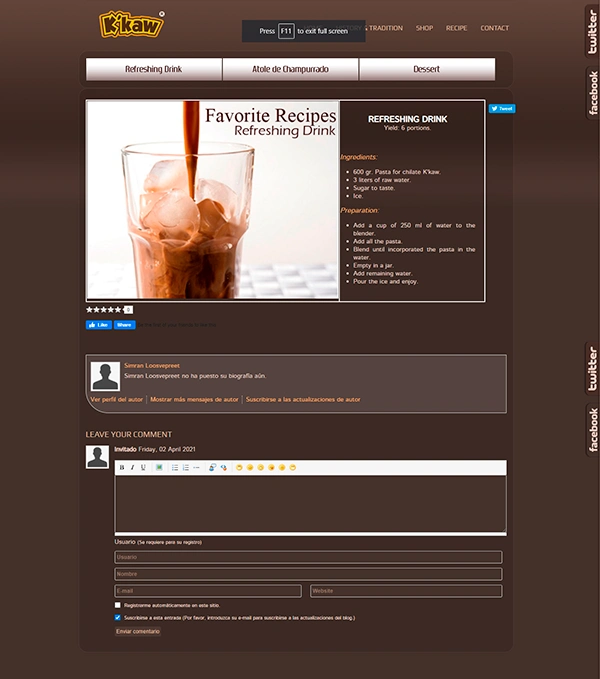 K'kaw
Press F11 to exit full screen
& TRADITION
SHOP
RECIPE
CONTACT
twitter
facebook
Refreshing Drink
Atole de Champurrado
Dessert
Favorite Recipes
Refreshing Drink
REFRESHING DRINK
Yield: 6 portions.
Tweet
Ingredients:
600 gr. Pasta for chilate K'kaw.
3 liters of raw water.
Sugar to taste.
Ice.
Preparation:
Add a cup of 250 ml of water to the
blender.
Add all the pasta.
Blend until incorporated the pasta in the
water.
Empty in a jar.
Add remaining water.
Pour the ice and enjoy.
0
Like
Share
twitter
facebook
Simran Loosvepreet
Simran Loosvepreet no ha puesto su biografía aún.
Ver perfil del autor
Mostrar más mensajes de autor
Suscribirse a las actualizaciones de autor
LEAVE YOUR COMMENT
Invitado Friday, 02 April 2021
B I U
Usuario (Se requiere para su registro)
Usuario
Nombre
E.mail
Website
Registrarme automáticamente en este sitio.
Suscribirse a esta entrada (Por favor, introduzca su e-mail para suscribirse a las actualizaciones del blog.)
Enviar comentario